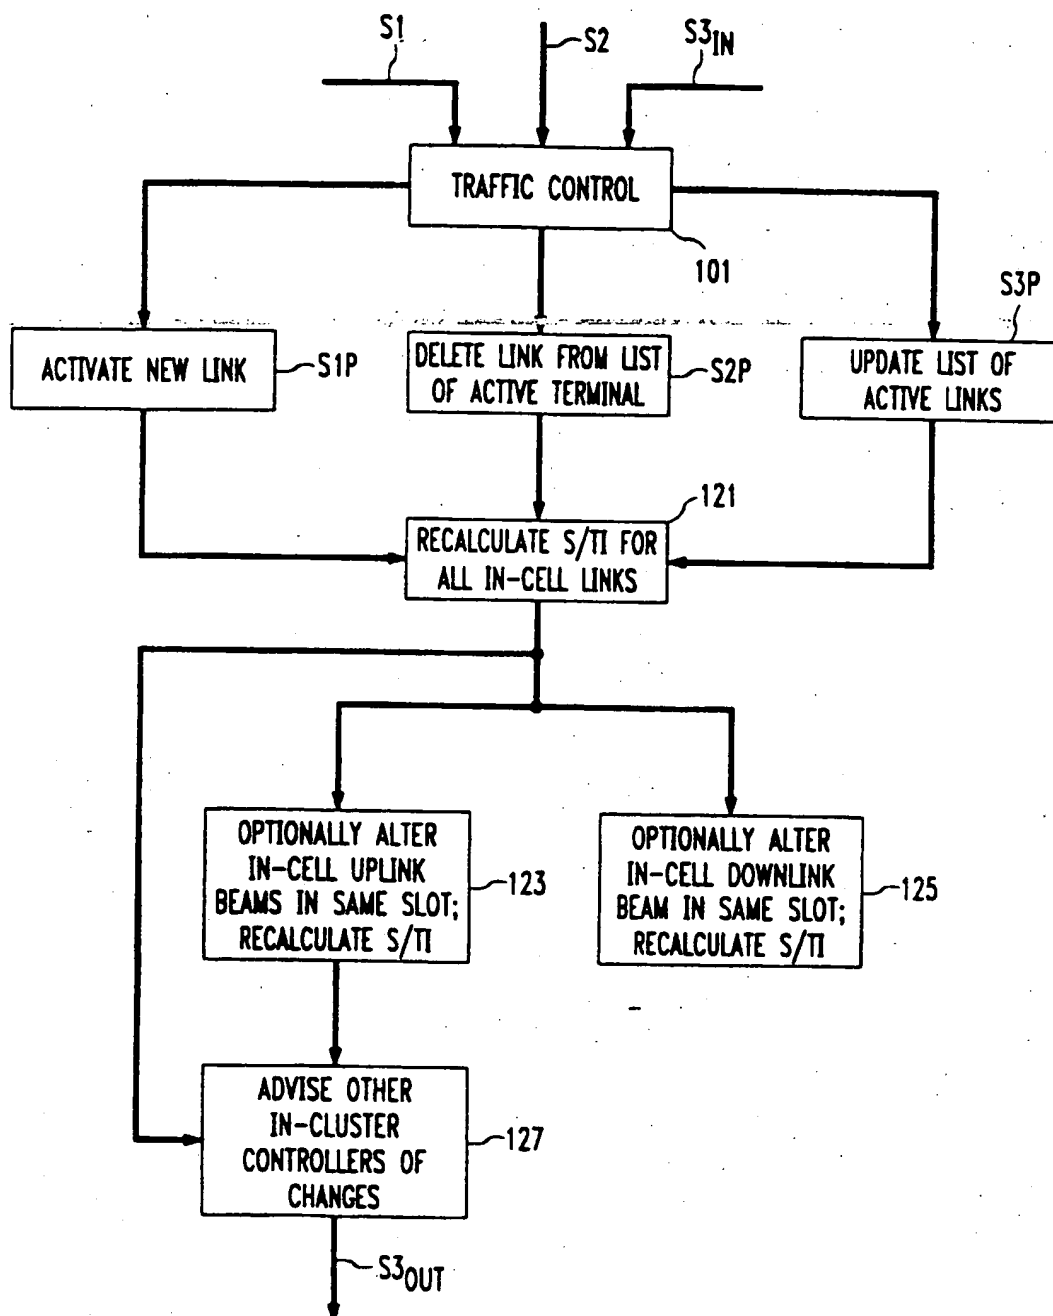 S1
S2
S3IN
TRAFFIC CONTROL
101
S3P
ACTIVATE NEW LINK
S1P
DELETE LINK FROM LIST
OF ACTIVE TERMINAL
S2P
UPDATE LIST OF
ACTIVE LINKS
121
RECALCULATE S/TI FOR
ALL IN-CELL LINKS
OPTIONALLY ALTER
IN-CELL UPLINK
BEAMS IN SAME SLOT;
RECALCULATE S/TI
123
OPTIONALLY ALTER
IN-CELL DOWNLINK
BEAM IN SAME SLOT;
RECALCULATE S/TI
125
ADVISE OTHER
IN-CLUSTER
CONTROLLERS OF
CHANGES
127
S3OUT